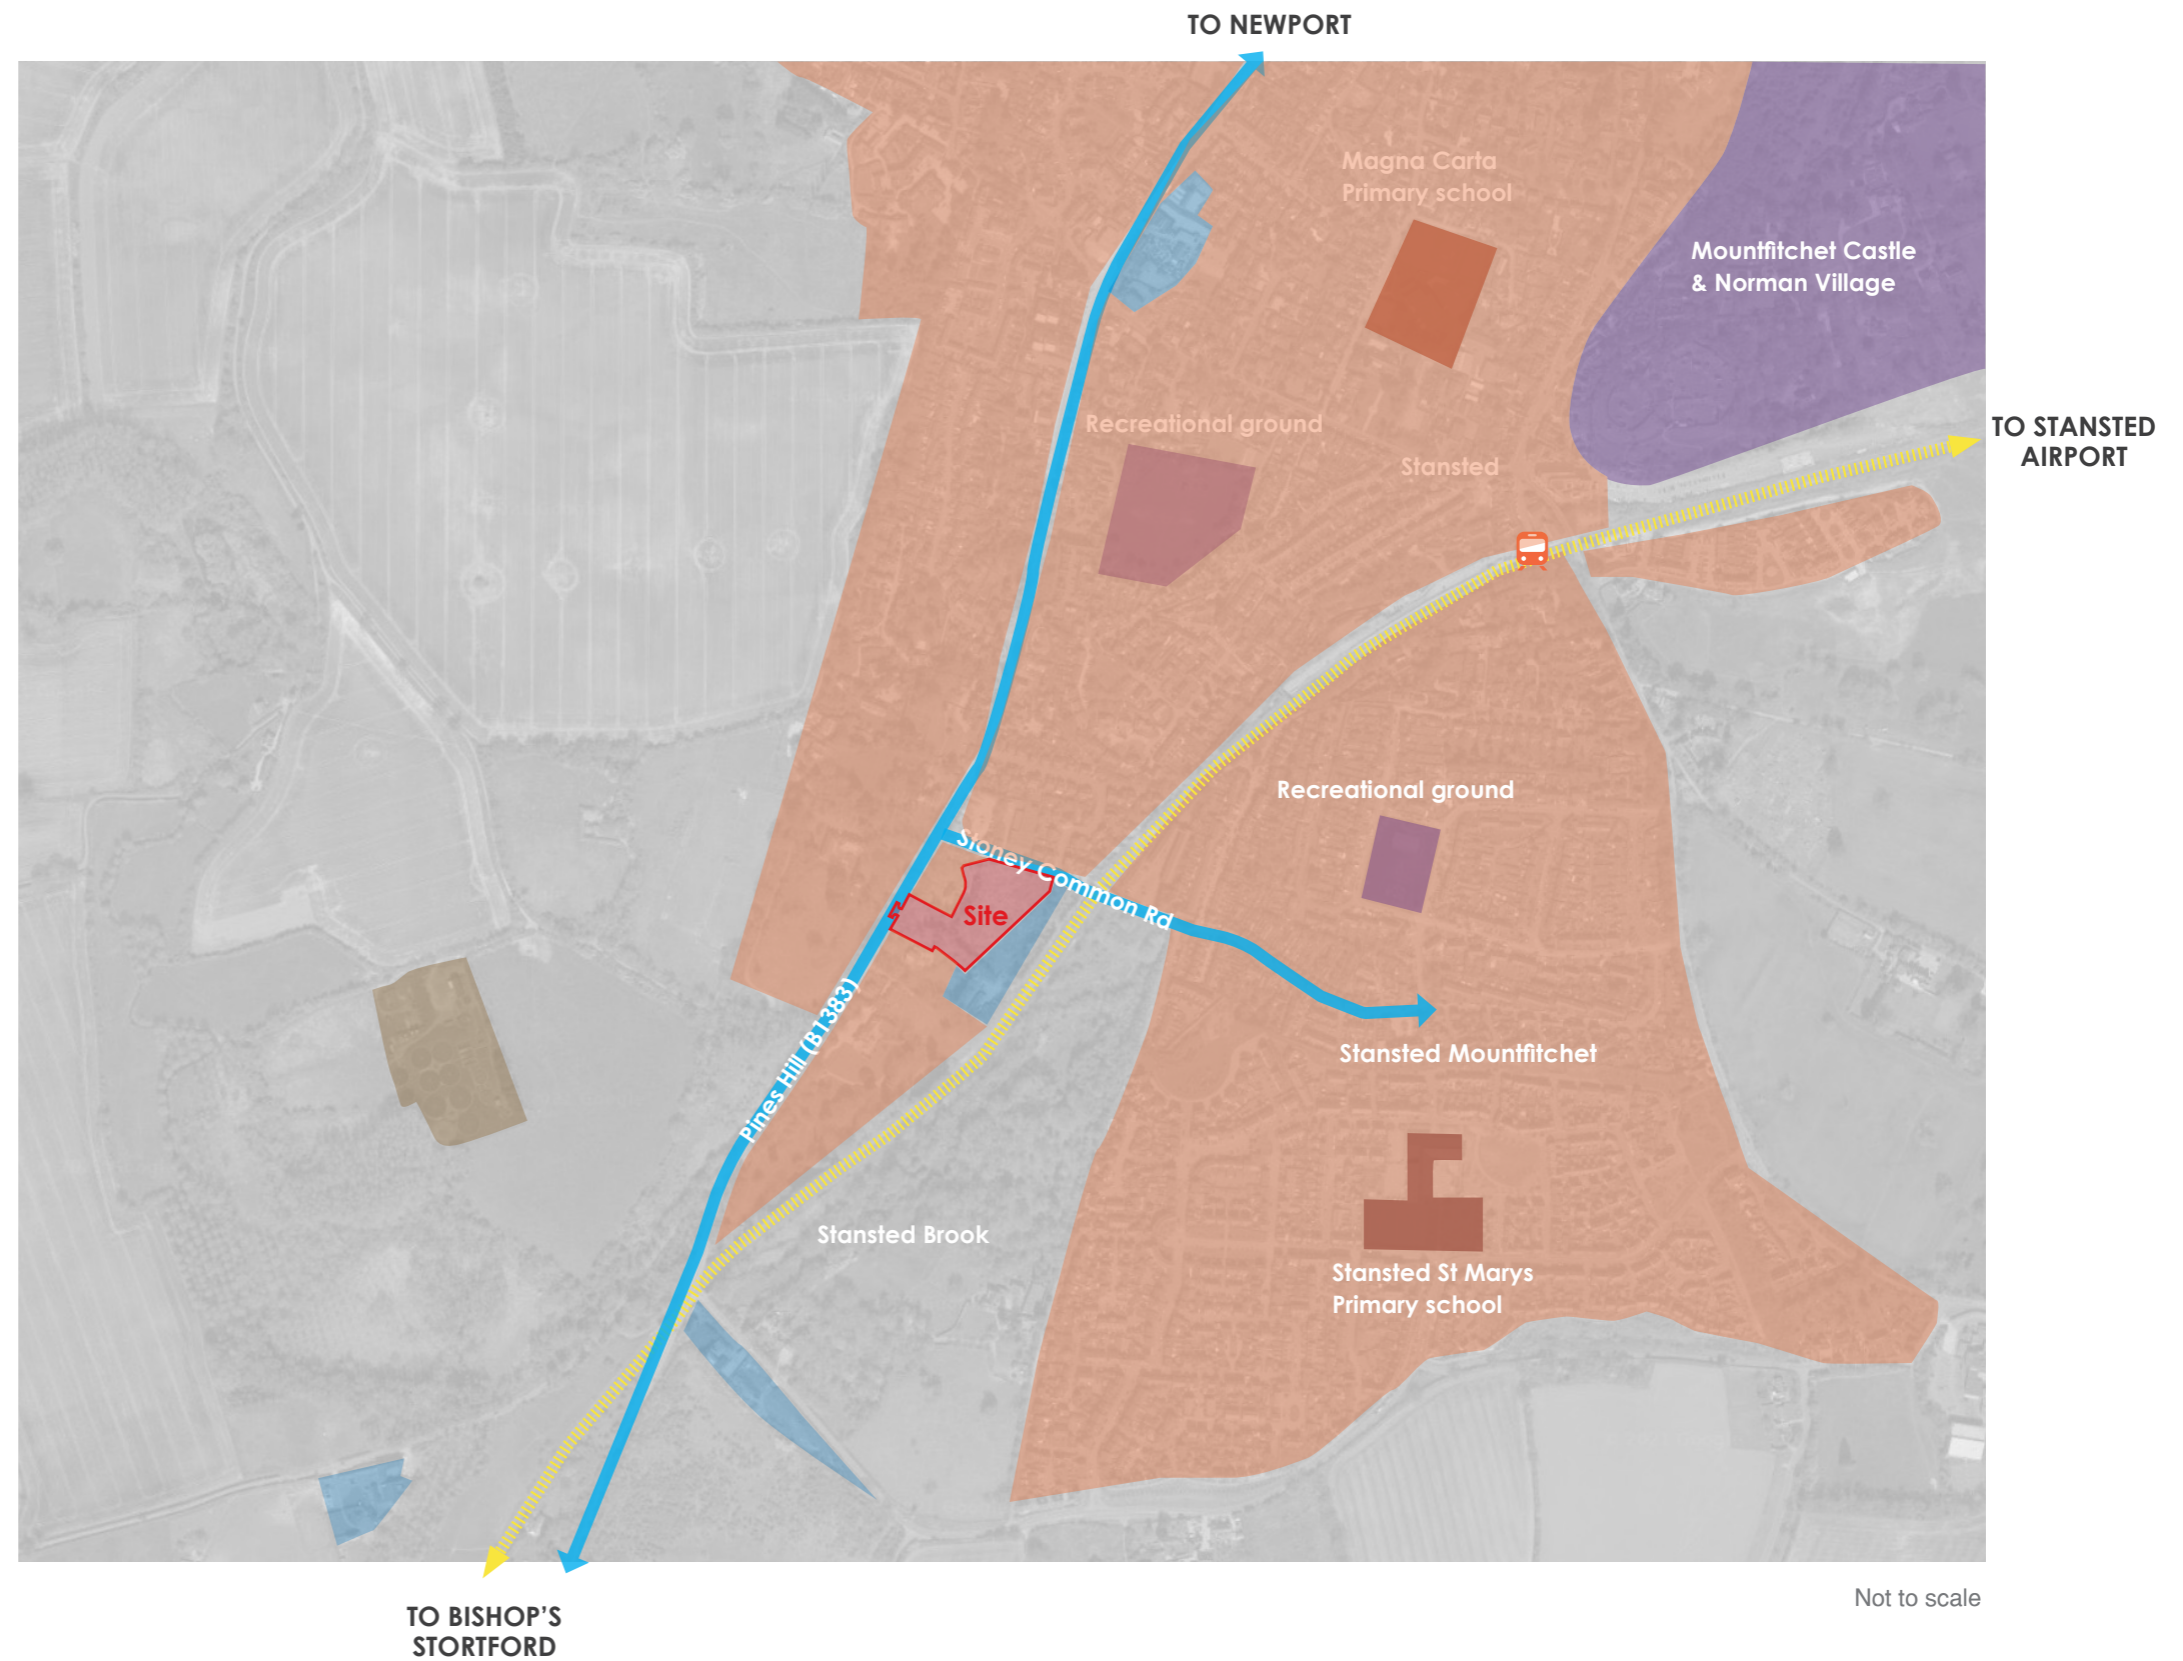 TO NEWPORT
Magna Carta
Primary school
Mountfitchet Castle
& Norman Village
Recreational ground
TO STANSTED
AIRPORT
Stansted
Recreational ground
Stoney Common Rd
Site
Pines Hill (B1383)
Stansted Mountfitchet
Stansted Brook
Stansted St Marys
Primary school
Not to scale
TO BISHOP'S
STORTFORD